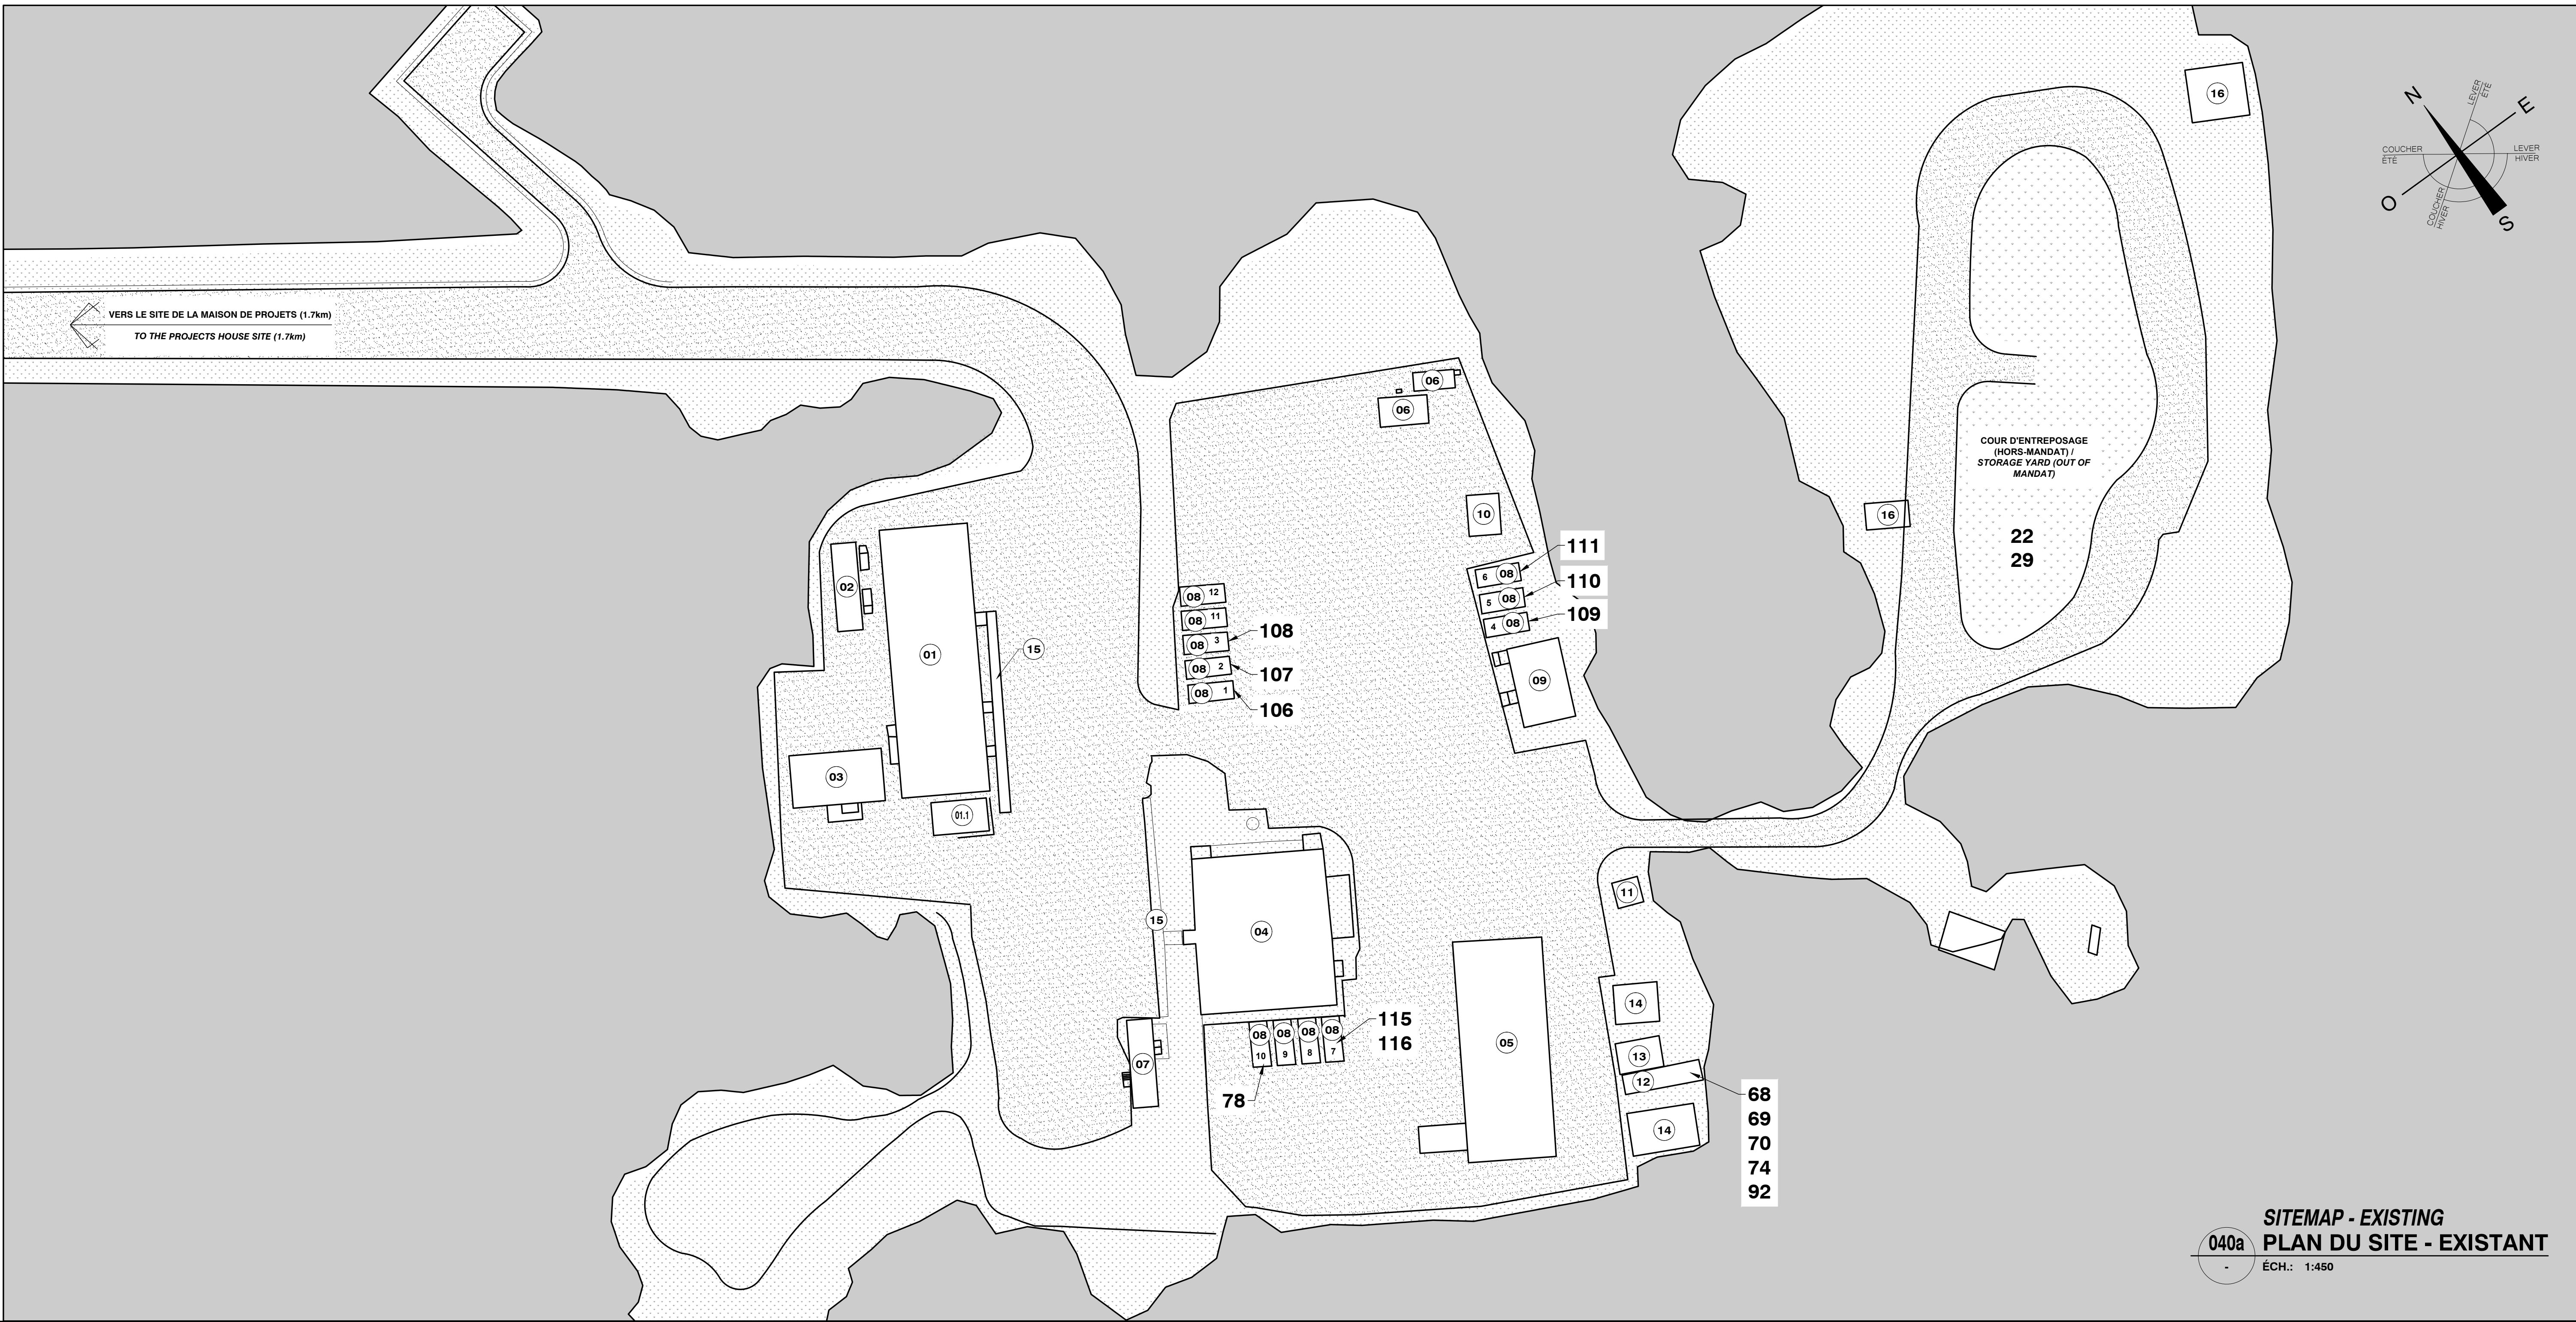 16
N
E
O
S
LEVER
ÉTÉ
COUCHER
ÉTÉ
LEVER
HIVER
COUCHER
HIVER
VERS LE SITE DE LA MAISON DE PROJETS (1.7km)
TO THE PROJECTS HOUSE SITE (1.7km)
06
06
COUR D'ENTREPOSAGE
(HORS-MANDAT) /
STORAGE YARD (OUT OF
MANDAT)
22
29
16
10
111
110
109
6 08
5 08
4 08
09
02
01
15
03
01.1
08 12
08 11
08 3
08 2
08 1
108
107
106
15
04
11
07
08 08 08 08
10 9 8 7
115
116
78
05
14
13
12
14
68
69
70
74
92
SITEMAP - EXISTING
040a PLAN DU SITE - EXISTANT
- ÉCH.: 1:450